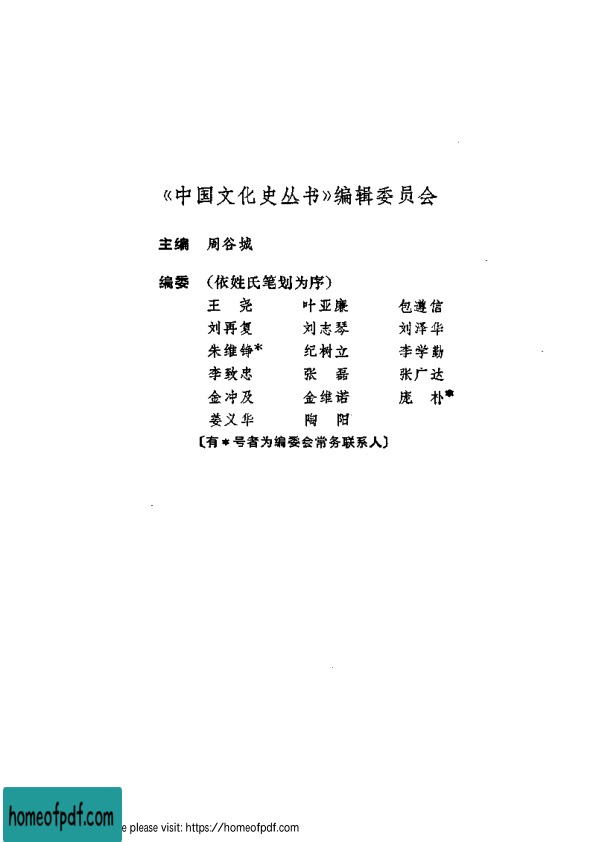 《中国文化史丛书》编辑委员会
主编 周谷城
编委 (依姓氏笔划为序)
王 尧 叶亚廉 包遵信
刘再复 刘志琴 刘泽华
朱维铮* 纪树立 李学勤
李致忠 张 磊 张广达
金冲及 金维诺 庞 朴*
姜义华 陶 阳
〔有*号者为编委会常务联系人〕
homeofpdf.com
e please visit: https://homeofpdf.com